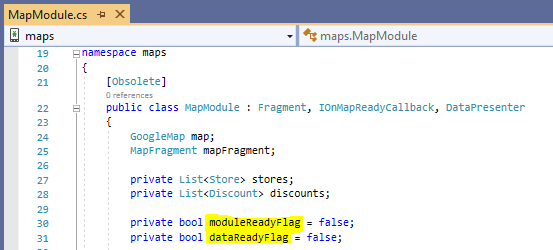 MapModule.cs
maps
maps.MapModule
19 namespace maps
20 {
21 [Obsolete]
0 references
22 public class MapModule : Fragment, IOnMapReadyCallback, DataPresenter
23 {
24 GoogleMap map;
25 MapFragment mapFragment;
26
27 private List<Store> stores;
28 private List<Discount> discounts;
29
30 private bool moduleReadyFlag = false;
31 private bool dataReadyFlag = false;